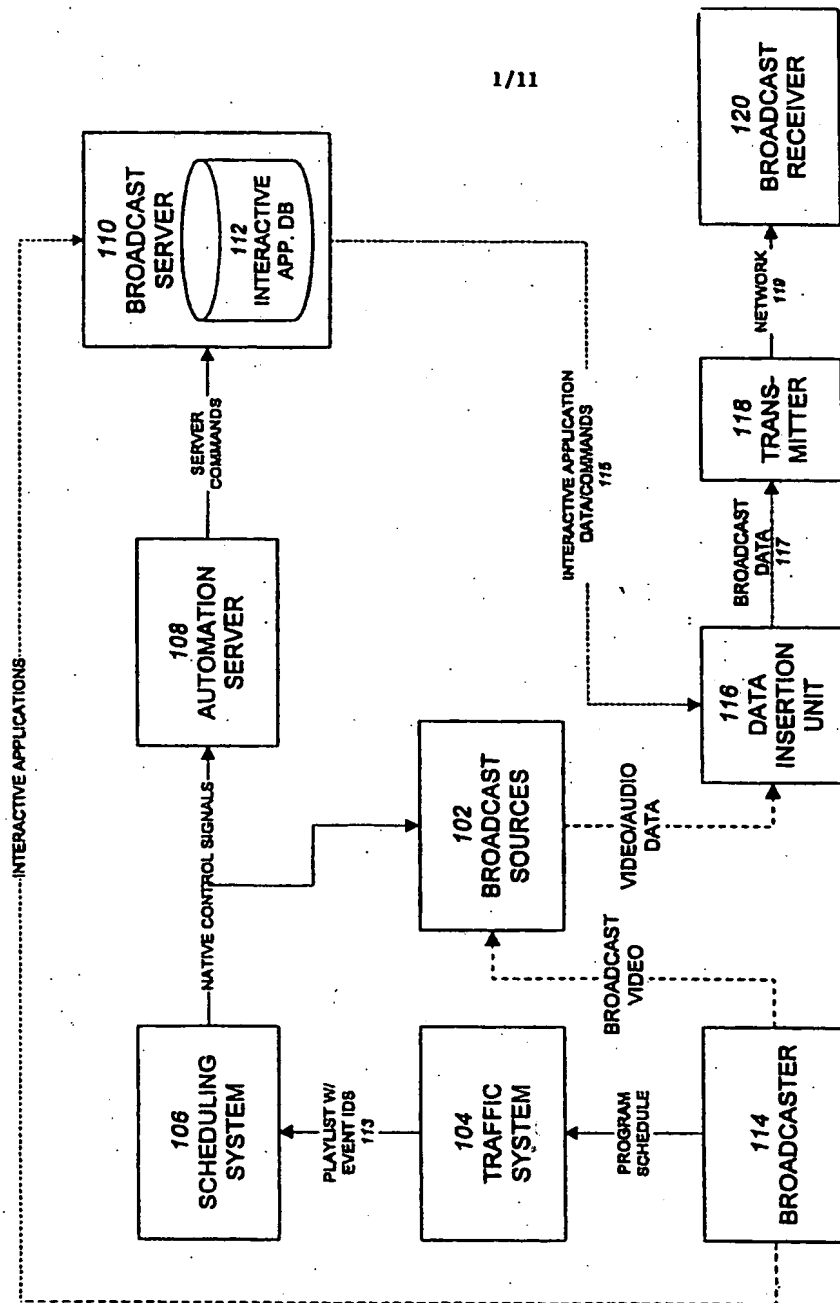 1/11
INTERACTIVE APPLICATIONS
106
SCHEDULING
SYSTEM
NATIVE CONTROL SIGNALS
108
AUTOMATION
SERVER
SERVER
COMMANDS
110
BROADCAST
SERVER
112
INTERACTIVE
APP. DB
PLAYLIST W/
EVENT IDS
113
104
TRAFFIC
SYSTEM
102
BROADCAST
SOURCES
INTERACTIVE APPLICATION
DATA/COMMANDS
115
PROGRAM
SCHEDULE
BROADCAST
VIDEO
VIDEO/AUDIO
DATA
114
BROADCASTER
116
DATA
INSERTION
UNIT
BROADCAST
DATA
117
118
TRANS-
MITTER
NETWORK
119
120
BROADCAST
RECEIVER